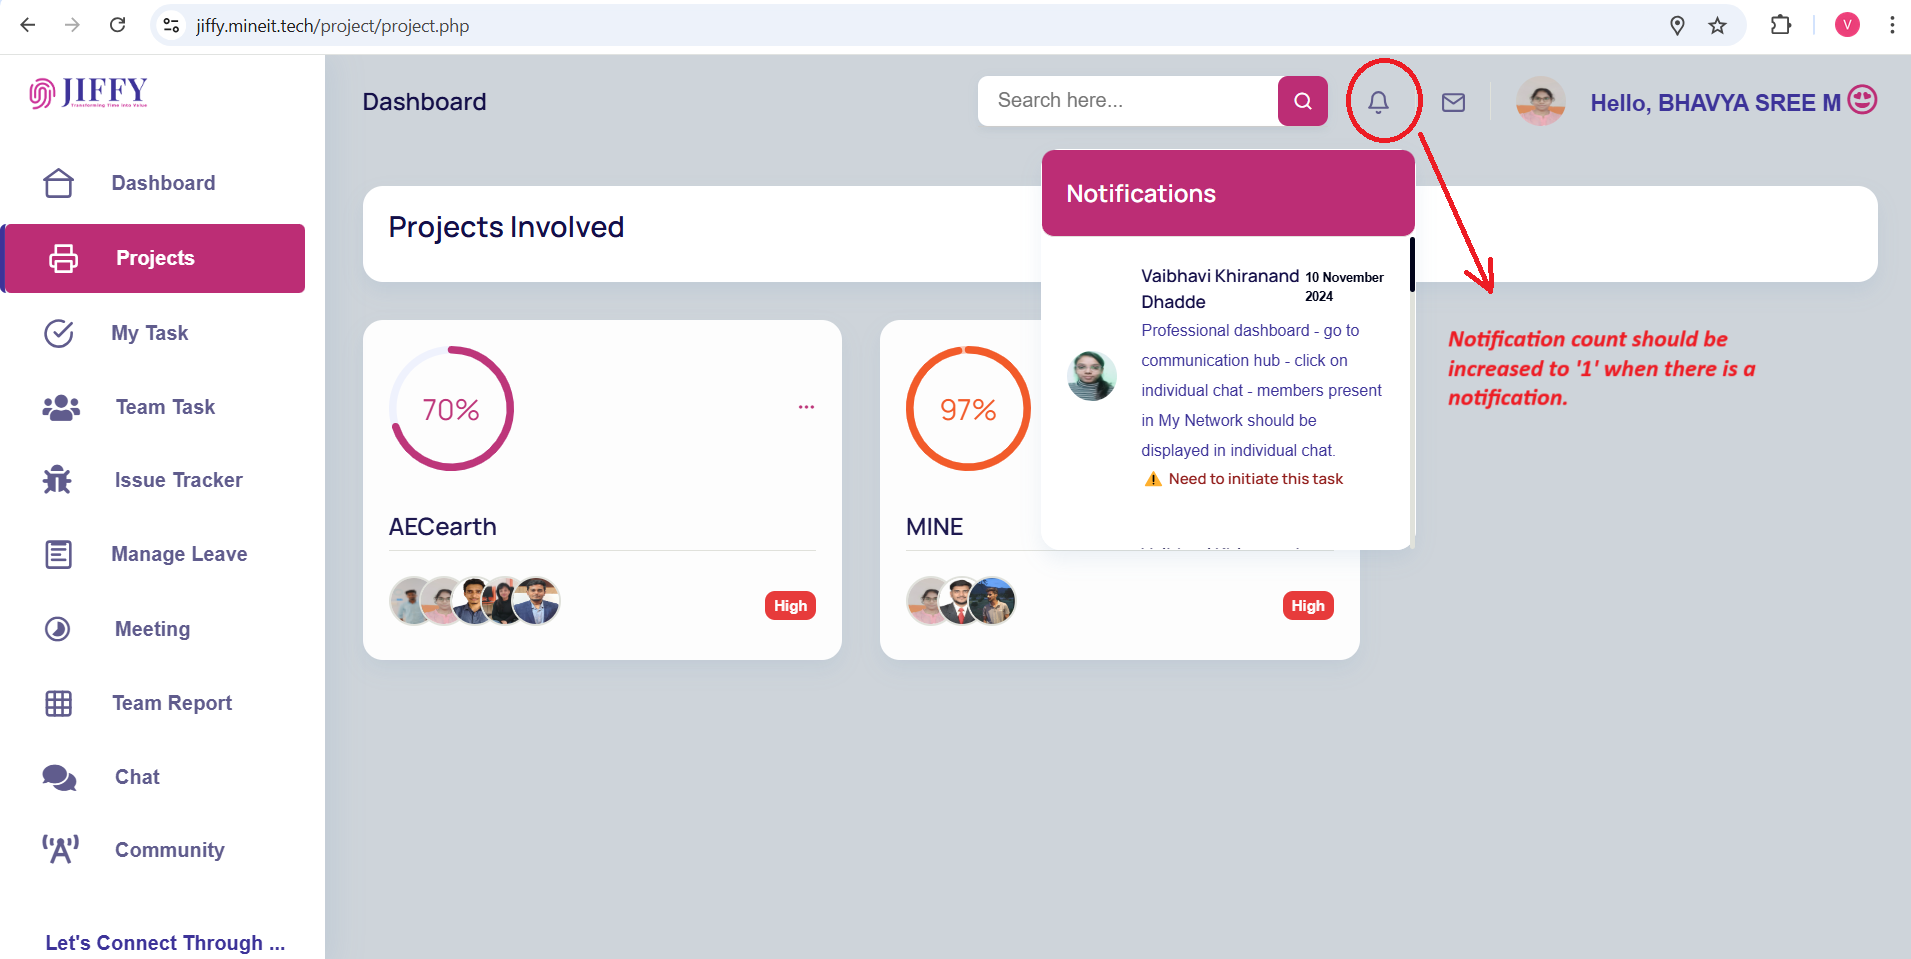 jiffy.mineit.tech/project/project.php
V
JIFFY
Transforming Time Into Value
Dashboard
Search here...
Hello, BHAVYA SREE M
Dashboard
Projects
My Task
Team Task
Issue Tracker
Manage Leave
Meeting
Team Report
Chat
Community
Let's Connect Through ...
Projects Involved
Notifications
Vaibhavi Khiranand
Dhadde
10 November
2024
Professional dashboard - go to
communication hub - click on
individual chat - members present
in My Network should be
displayed in individual chat.
Need to initiate this task
Notification count should be
increased to '1' when there is a
notification.
70%
AECearth
High
97%
MINE
High